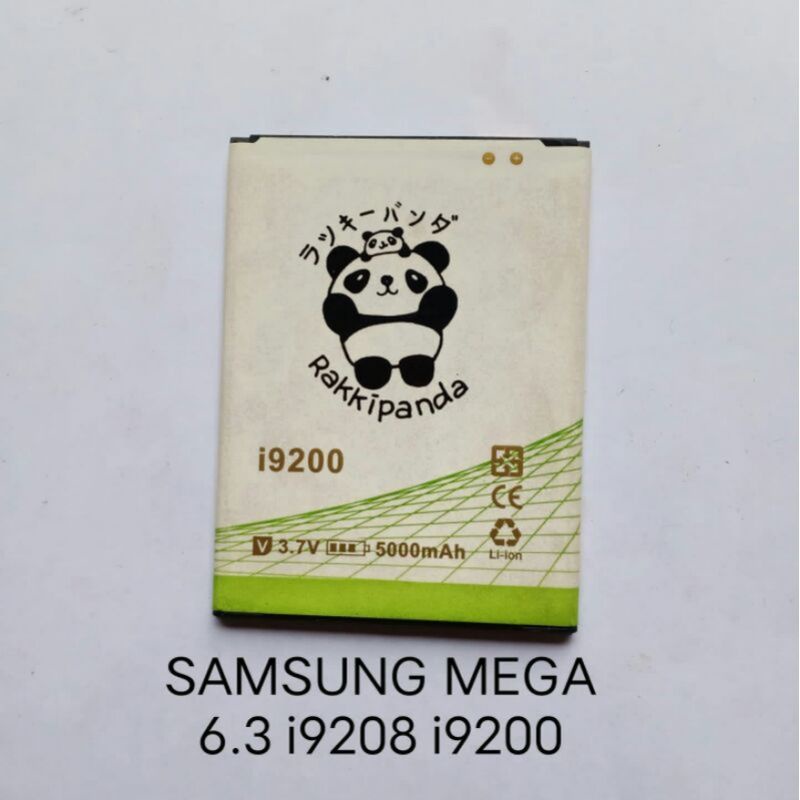 ラッキーパンダ
Rakkipanda
i9200
CE
V 3.7V 5000mAh
Li-ion
SAMSUNG MEGA
6.3 i9208 i9200